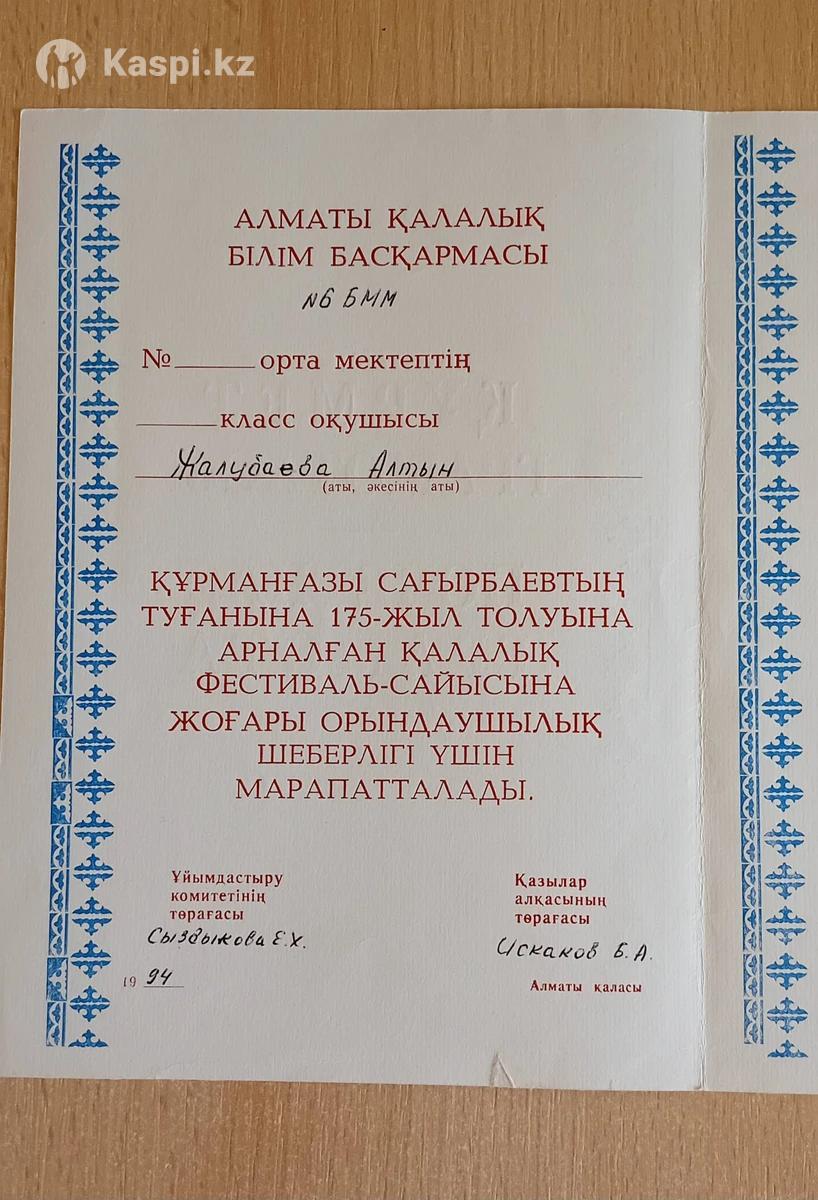 Kaspi.kz
АЛМАТЫ ҚАЛАЛЫҚ
БІЛІМ БАСҚАРМАСЫ
№6 БММ
№ орта мектептің
класс оқушысы
Жалубаева Алтын
(аты, әкесінің аты)
ҚҰРМАНҒАЗЫ САҒЫРБАЕВТЫҢ
ТУҒАНЫНА 175-ЖЫЛ ТОЛУЫНА
АРНАЛҒАН ҚАЛАЛЫҚ
ФЕСТИВАЛЬ-САЙЫСЫНА
ЖОҒАРЫ ОРЫНДАУШЫЛЫҚ
ШЕБЕРЛІГІ ҮШІН
МАРАПАТТАЛАДЫ.
Ұйымдастыру
комитетінің
төрағасы
Сыздыкова Е.Х.
1994
Қазылар
алқасының
төрағасы
Искаков Б.А.
Алматы қаласы